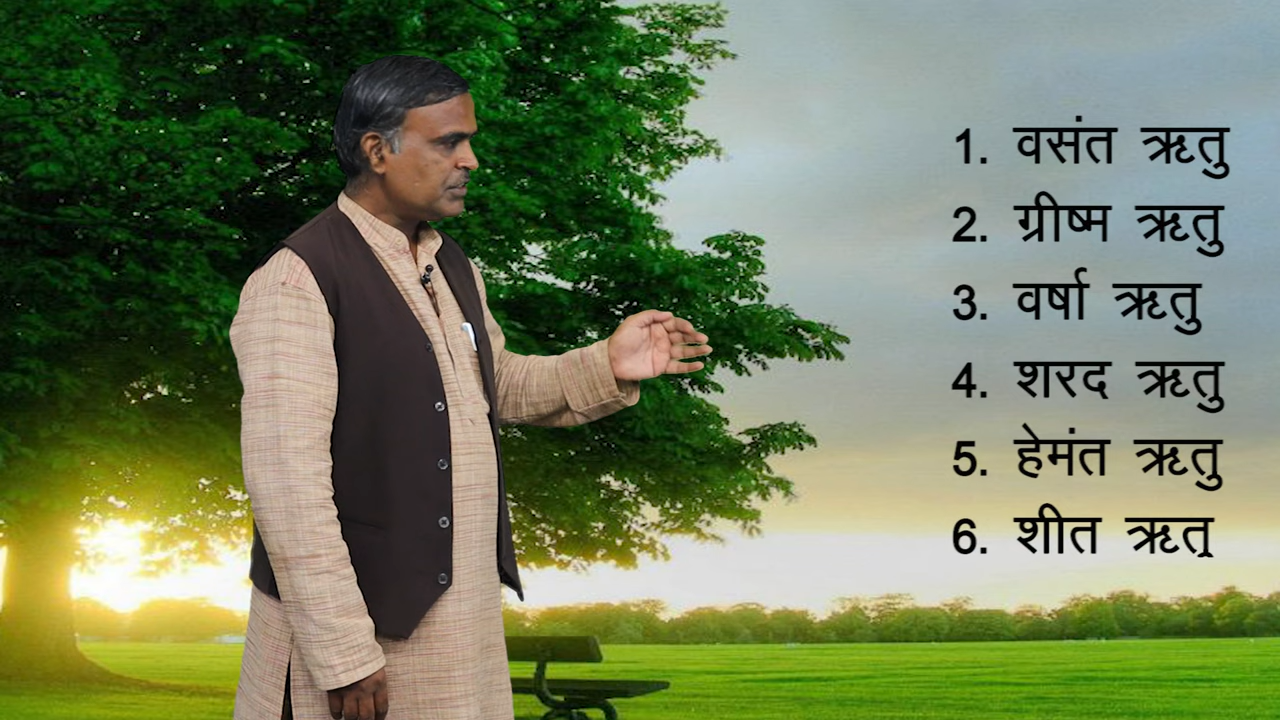 1. वसंत ऋतु
2. ग्रीष्म ऋतु
3. वर्षा ऋतु
4. शरद ऋतु
5. हेमंत ऋतु
6. शीत ऋतु